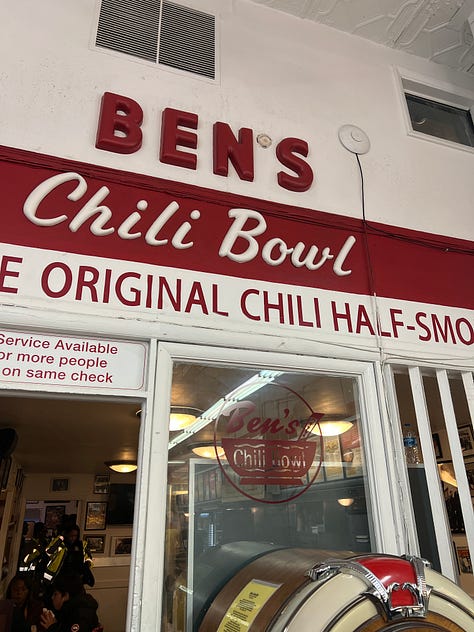 BEN'S
Chili Bowl
E ORIGINAL CHILI HALF-SMO
Service Available
or more people
on same check
Ben's
Chili Bowl